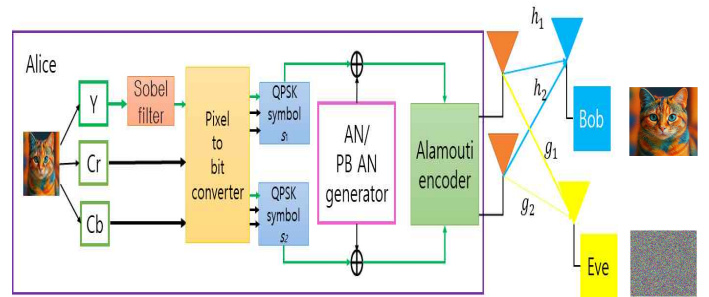 Alice
Y
Cr
Cb
Sobel
filter
Pixel
to
bit
converter
QPSK
symbol
s₁
QPSK
symbol
s₂
AN/
PB AN
generator
Alamouti
encoder
h₁
h₂
g₁
g₂
Bob
Eve